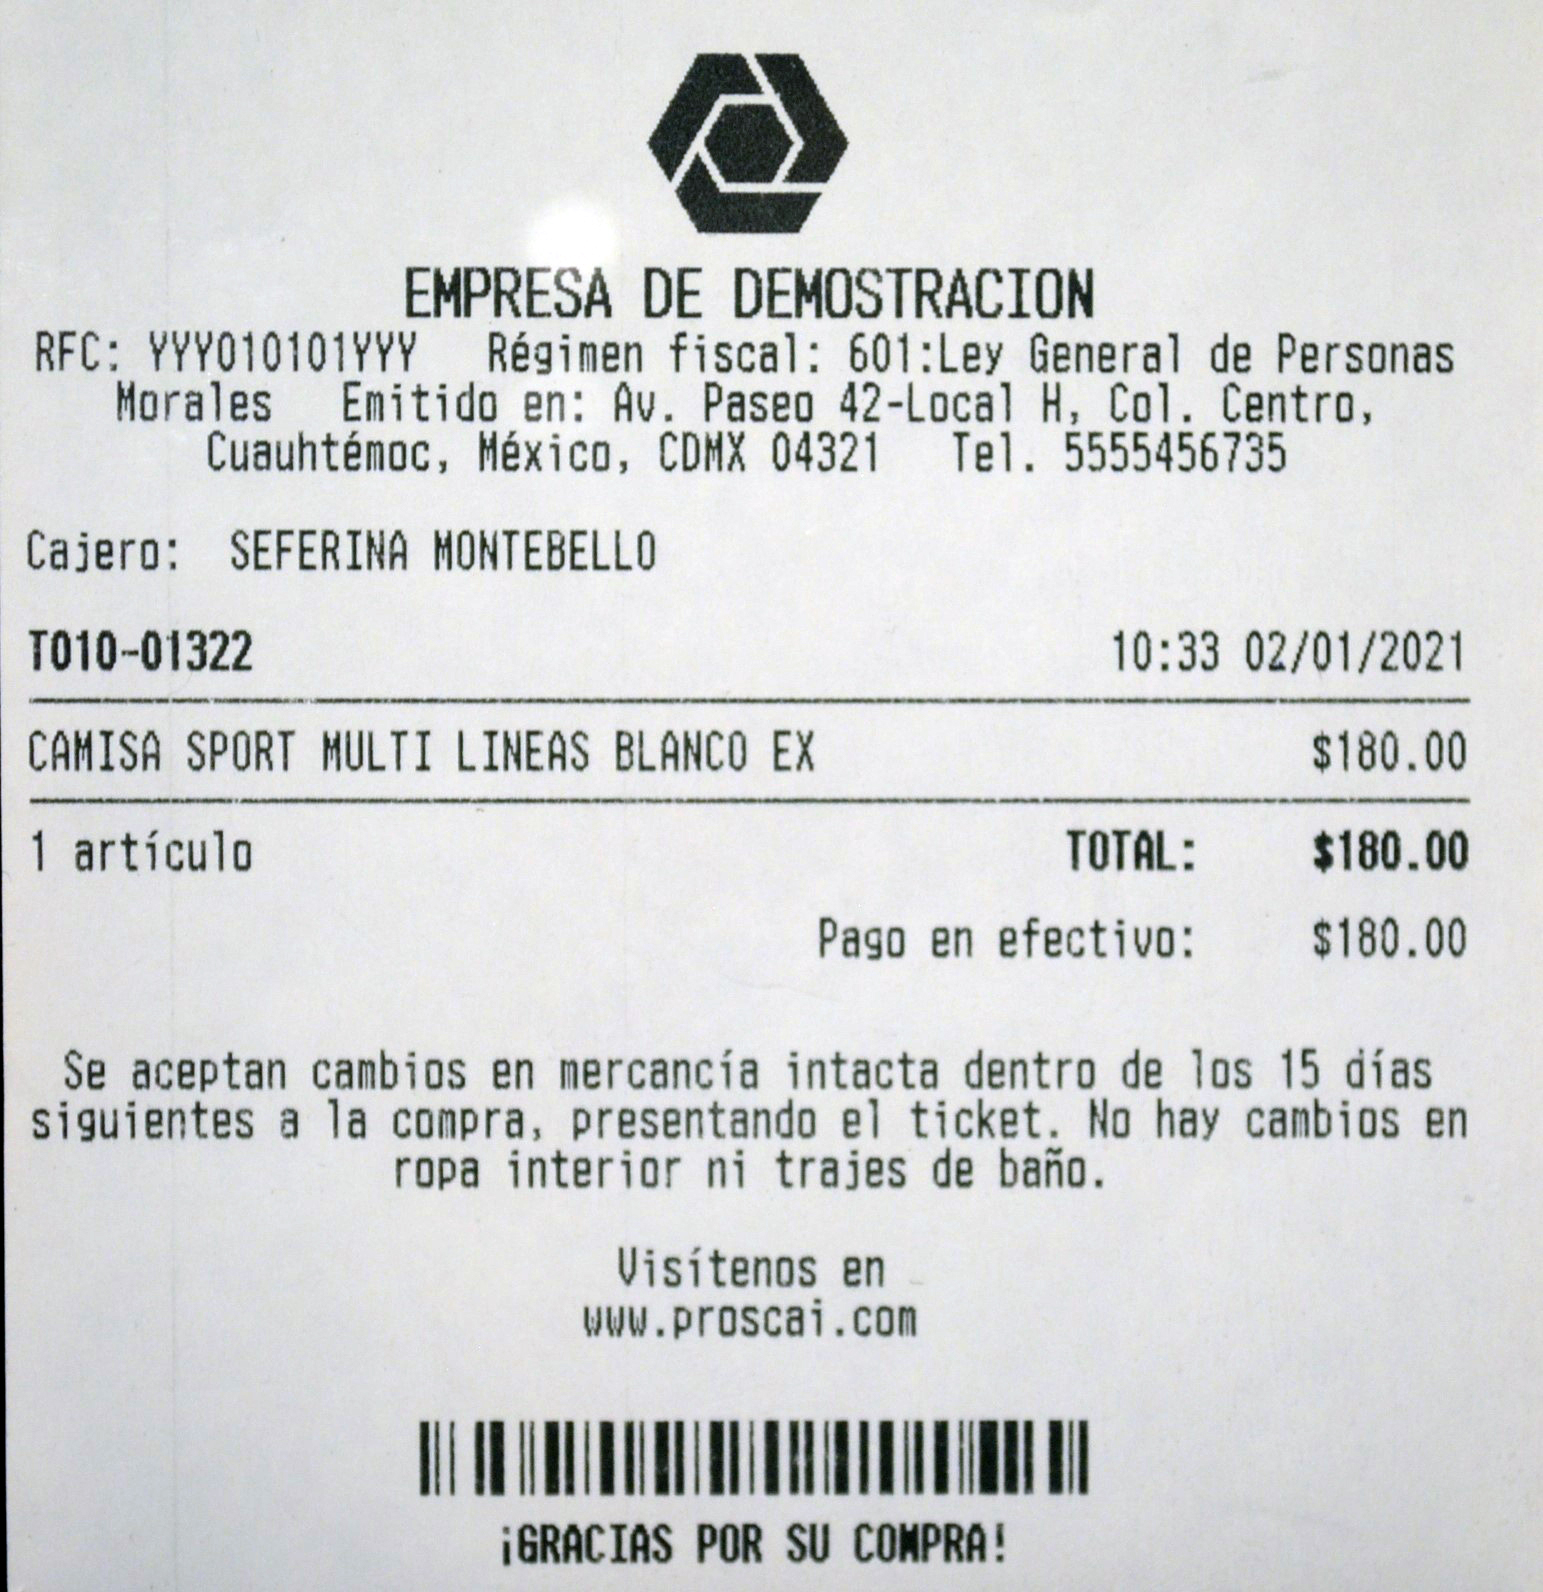 EMPRESA DE DEMOSTRACION
RFC: YYY010101YYY Régimen fiscal: 601:Ley General de Personas
Morales Emitido en: Av. Paseo 42-Local H, Col. Centro,
Cuauhtémoc, México, CDMX 04321 Tel. 5555456735
Cajero: SEFERINA MONTEBELLO
T010-01322 10:33 02/01/2021
CAMISA SPORT MULTI LINEAS BLANCO EX $180.00
1 artículo TOTAL: $180.00
Pago en efectivo: $180.00
Se aceptan cambios en mercancía intacta dentro de los 15 días
siguientes a la compra, presentando el ticket. No hay cambios en
ropa interior ni trajes de baño.
Visítenos en
www.proscai.com
¡GRACIAS POR SU COMPRA!